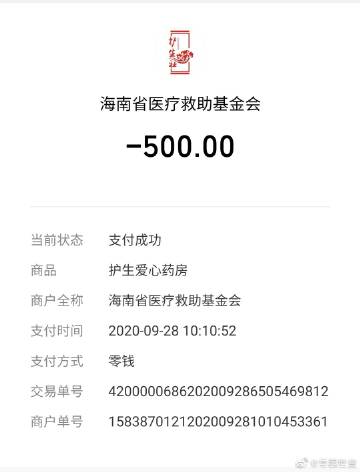 海南省医疗救助基金会
-500.00
当前状态 支付成功
商品 护生爱心药房
商户全称 海南省医疗救助基金会
支付时间 2020-09-28 10:10:52
支付方式 零钱
交易单号 4200000686202009286505469812
商户单号 1583870121202009281010453361